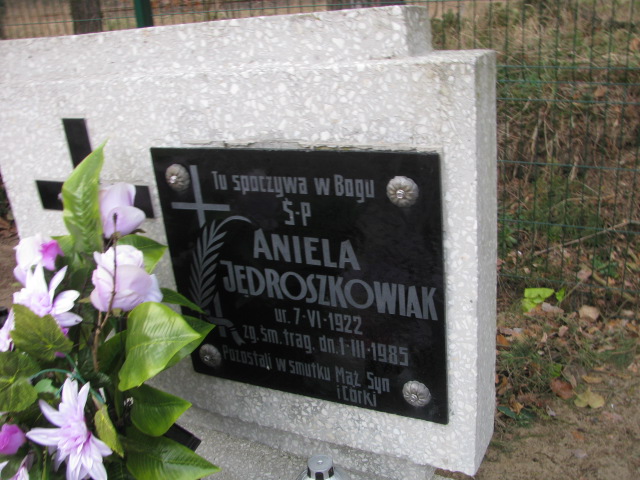 Tu spoczywa w Bogu
Ś-P
ANIELA
JĘDROSZKOWIAK
ur. 7-VI-1922
zg. śm. trag. dn. 1-III-1985
Pozostali w smutku Mąż Syn
i Córki